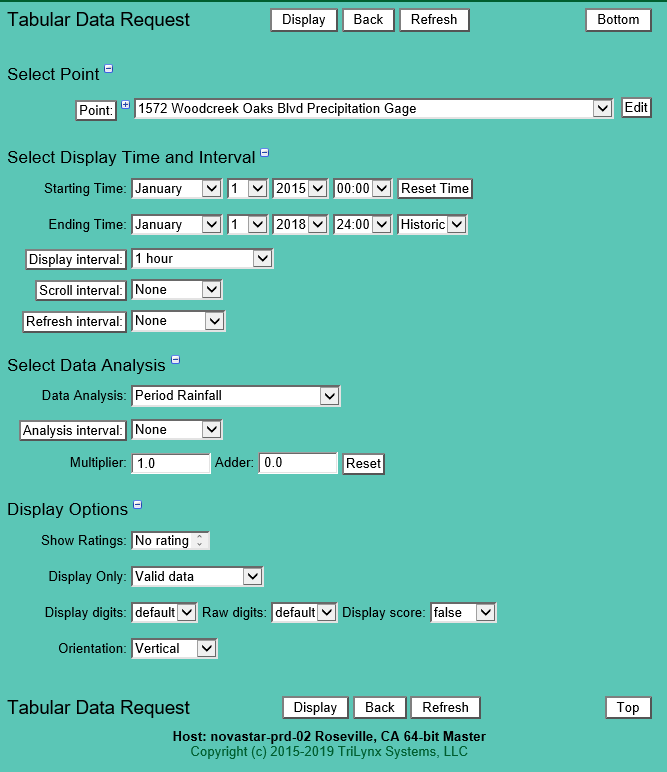 Tabular Data Request Display Back Refresh Bottom
Select Point
Point: 1572 Woodcreek Oaks Blvd Precipitation Gage Edit
Select Display Time and Interval
Starting Time: January 1 2015 00:00 Reset Time
Ending Time: January 1 2018 24:00 Historic
Display interval: 1 hour
Scroll interval: None
Refresh interval: None
Select Data Analysis
Data Analysis: Period Rainfall
Analysis interval: None
Multiplier: 1.0 Adder: 0.0 Reset
Display Options
Show Ratings: No rating
Display Only: Valid data
Display digits: default Raw digits: default Display score: false
Orientation: Vertical
Tabular Data Request Display Back Refresh Top
Host: novastar-prd-02 Roseville, CA 64-bit Master
Copyright (c) 2015-2019 TriLynx Systems, LLC